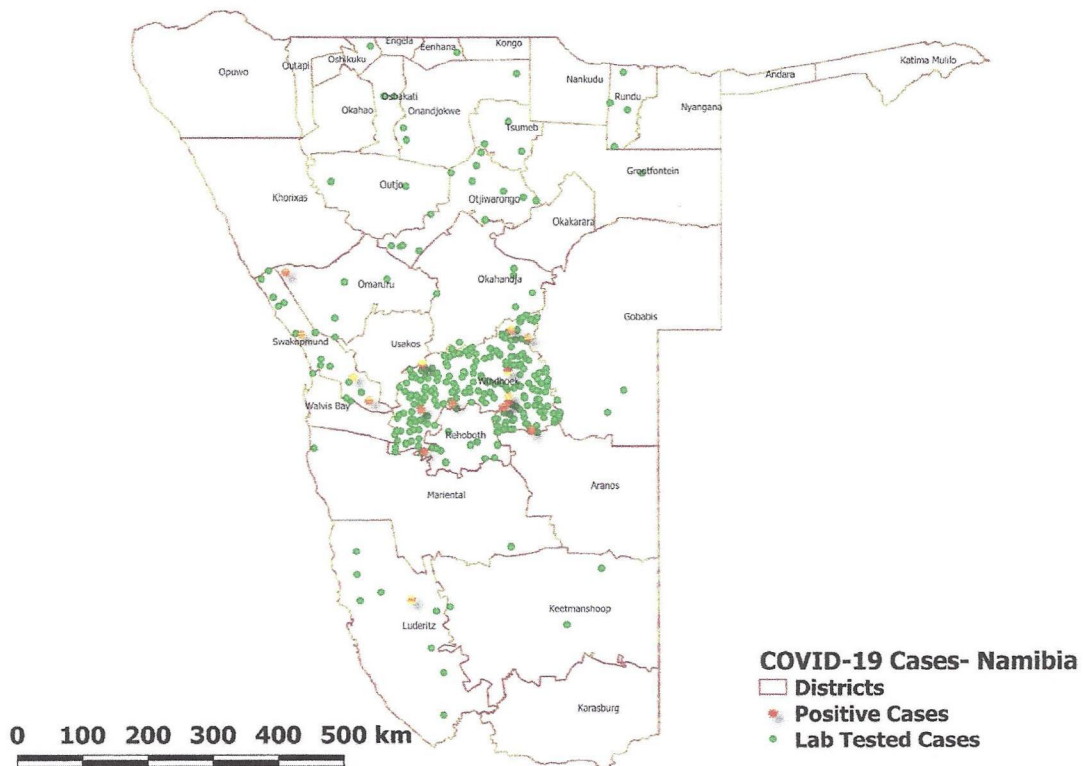 Engela
Eenhana
Kongo
Oshikuku
Outapi
Opuwo
Katima Mulilo
Andara
Nankudu
Oshakati
Rundu
Nyangana
Okahao
Onandjokwe
Tsumeb
Grootfontein
Outjo
Khorixas
Otjiwarongo
Okakarara
Omaruru
Okahandja
Gobabis
Swakopmund
Usakos
Windhoek
Walvis Bay
Rehoboth
Aranos
Mariental
Keetmanshoop
Luderitz
Karasburg
COVID-19 Cases- Namibia
Districts
Positive Cases
Lab Tested Cases
0 100 200 300 400 500 km